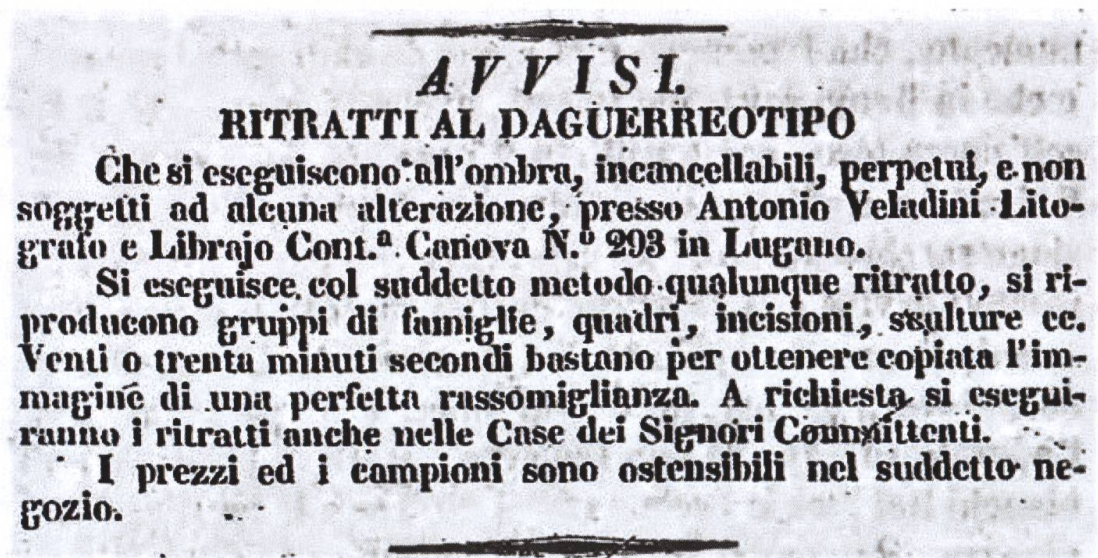 AVVISI.
RITRATTI AL DAGUERREOTIPO
Che si eseguiscono all'ombra, incancellabili, perpetui, e non
soggetti ad alcuna alterazione, presso Antonio Veladini Lito-
grafo e Librajo Cont.ª Canova N.º 293 in Lugano.
Si eseguisce col suddetto metodo qualunque ritratto, si ri-
producono gruppi di famiglie, quadri, incisioni, sculture ec.
Venti o trenta minuti secondi bastano per ottenere copiata l'im-
magine di una perfetta rassomiglianza. A richiesta si esegui-
ranno i ritratti anche nelle Case dei Signori Committenti.
I prezzi ed i campioni sono ostensibili nel suddetto ne-
gozio.